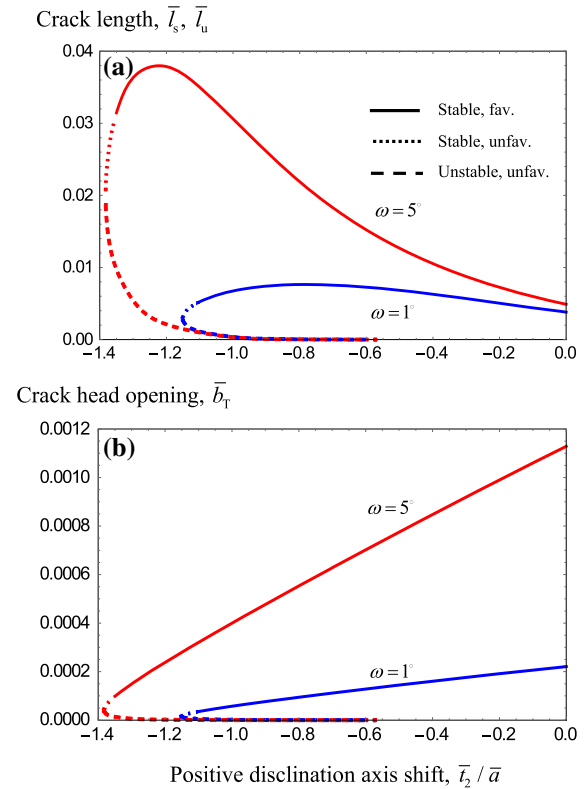 Crack length, l̄ₛ, l̄ᵤ
0.04
(a)
Stable, fav.
0.03
Stable, unfav.
Unstable, unfav.
0.02
ω = 5°
0.01
ω = 1°
0.00
−1.4 −1.2 −1.0 −0.8 −0.6 −0.4 −0.2 0.0
Crack head opening, b̄_T
0.0012
(b)
0.0010
ω = 5°
0.0008
0.0006
0.0004
ω = 1°
0.0002
0.0000
−1.4 −1.2 −1.0 −0.8 −0.6 −0.4 −0.2 0.0
Positive disclination axis shift, t̄₂ / ā